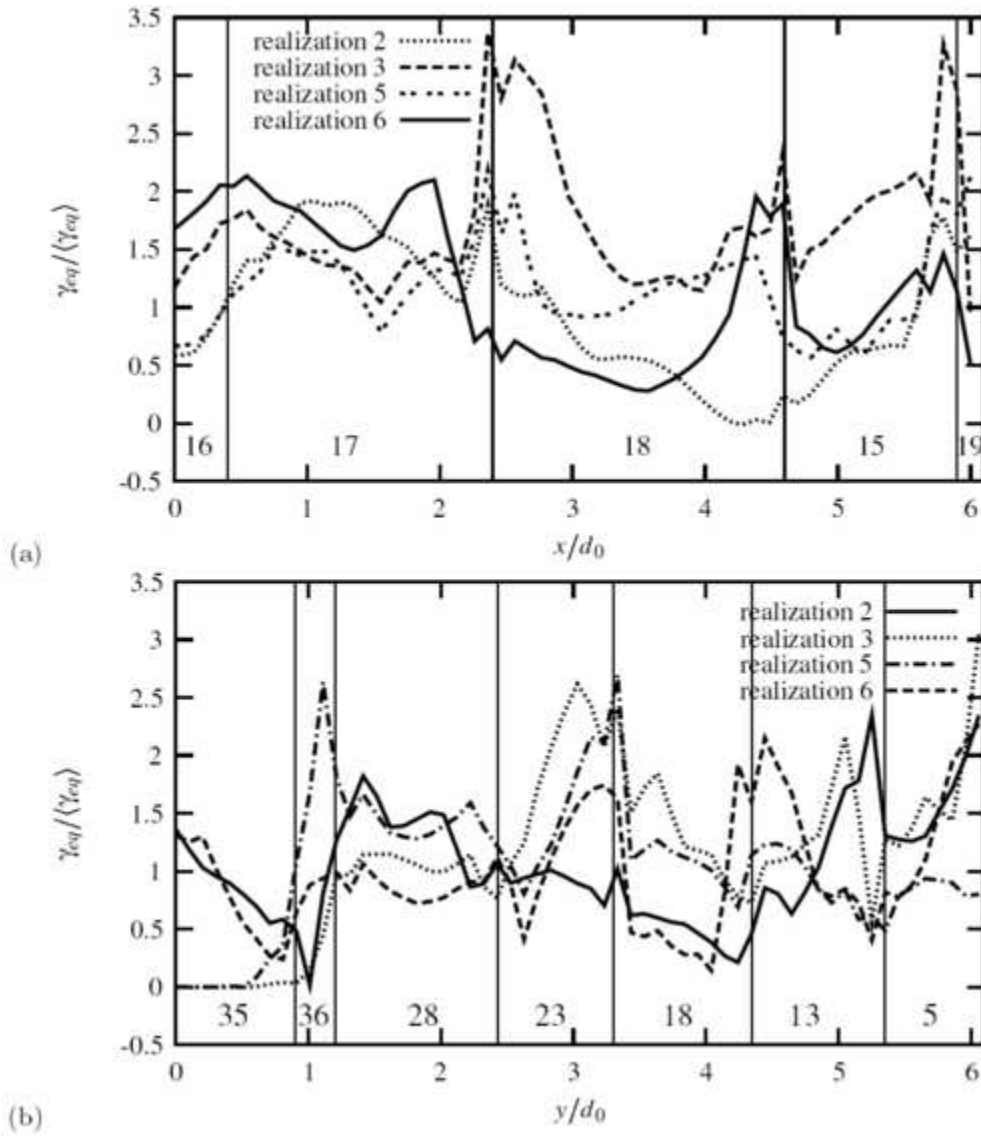 3.5
3
2.5
2
1.5
1
0.5
0
-0.5
γeq/⟨γeq⟩
realization 2
realization 3
realization 5
realization 6
16 17 18 15 19
0 1 2 3 4 5 6
x/d0
(a)
3.5
3
2.5
2
1.5
1
0.5
0
-0.5
γeq/⟨γeq⟩
realization 2
realization 3
realization 5
realization 6
35 36 28 23 18 13 5
0 1 2 3 4 5 6
y/d0
(b)